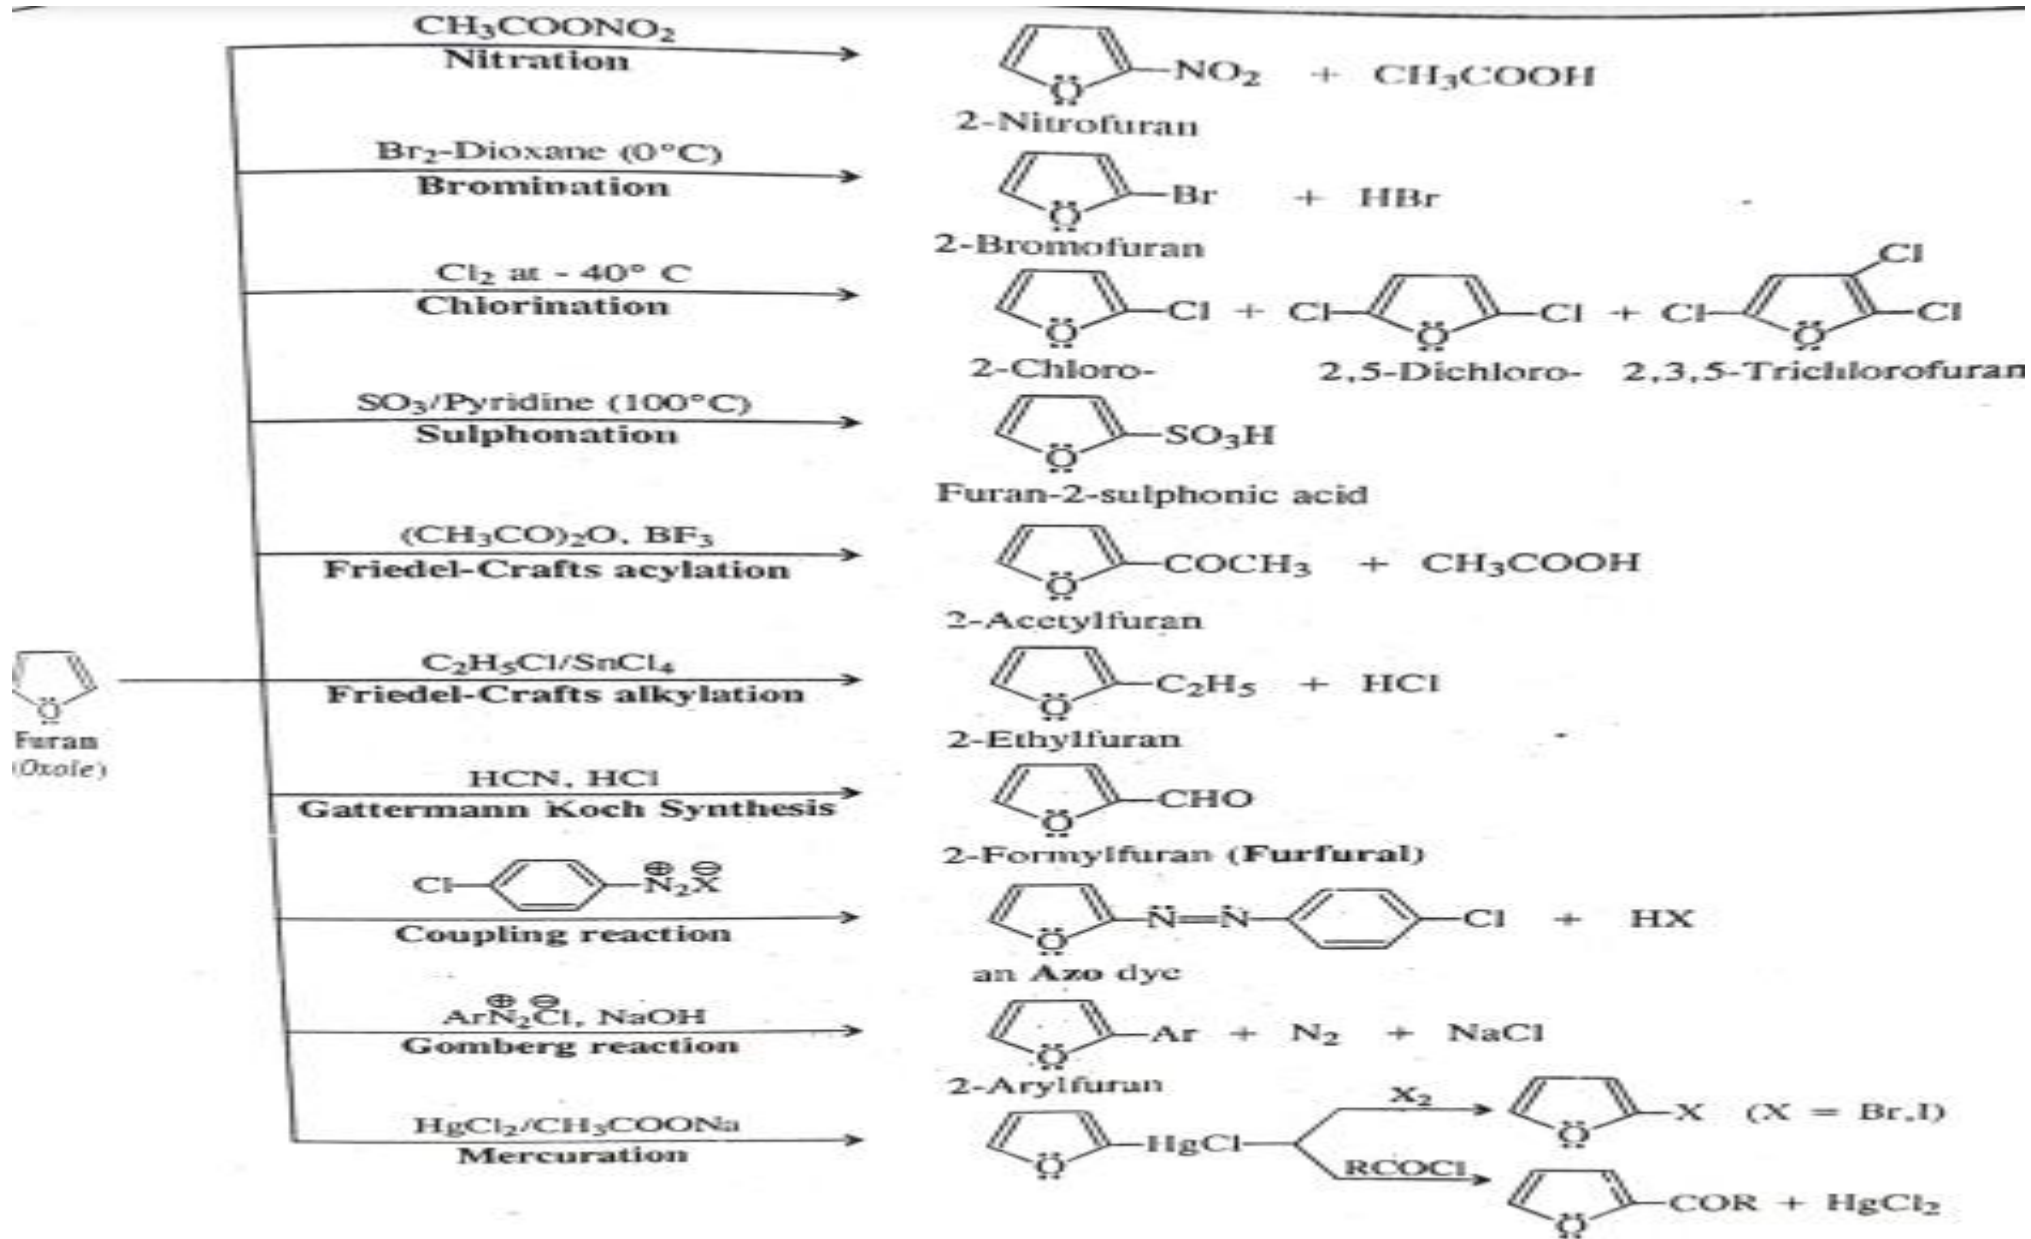 CH₃COONO₂
Nitration
NO₂ + CH₃COOH
Ö
2-Nitrofuran
Br₂-Dioxane (0°C)
Bromination
Br + HBr
Ö
2-Bromofuran
Cl₂ at - 40° C
Chlorination
Cl + Cl Cl + Cl Cl Cl
Ö Ö Ö
2-Chloro- 2,5-Dichloro- 2,3,5-Trichlorofuran
SO₃/Pyridine (100°C)
Sulphonation
SO₃H
Ö
Furan-2-sulphonic acid
(CH₃CO)₂O, BF₃
Friedel-Crafts acylation
COCH₃ + CH₃COOH
Ö
2-Acetylfuran
Ö
Furan
(Oxole)
C₂H₅Cl/SnCl₄
Friedel-Crafts alkylation
C₂H₅ + HCl
Ö
2-Ethylfuran
HCN, HCl
Gattermann Koch Synthesis
CHO
Ö
2-Formylfuran (Furfural)
Cl N₂X ⊕ ⊖
Coupling reaction
N̈=N̈ Cl + HX
Ö
an Azo dye
ArN₂Cl, NaOH ⊕ ⊖
Gomberg reaction
Ar + N₂ + NaCl
Ö
2-Arylfuran
HgCl₂/CH₃COONa
Mercuration
HgCl
Ö
X₂
X (X = Br,I)
Ö
RCOCl
COR + HgCl₂
Ö